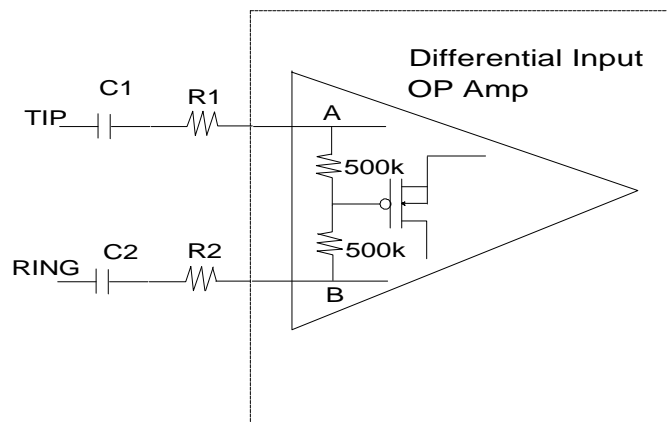 Differential Input
OP Amp
C1
R1
TIP
A
500k
500k
C2
R2
RING
B